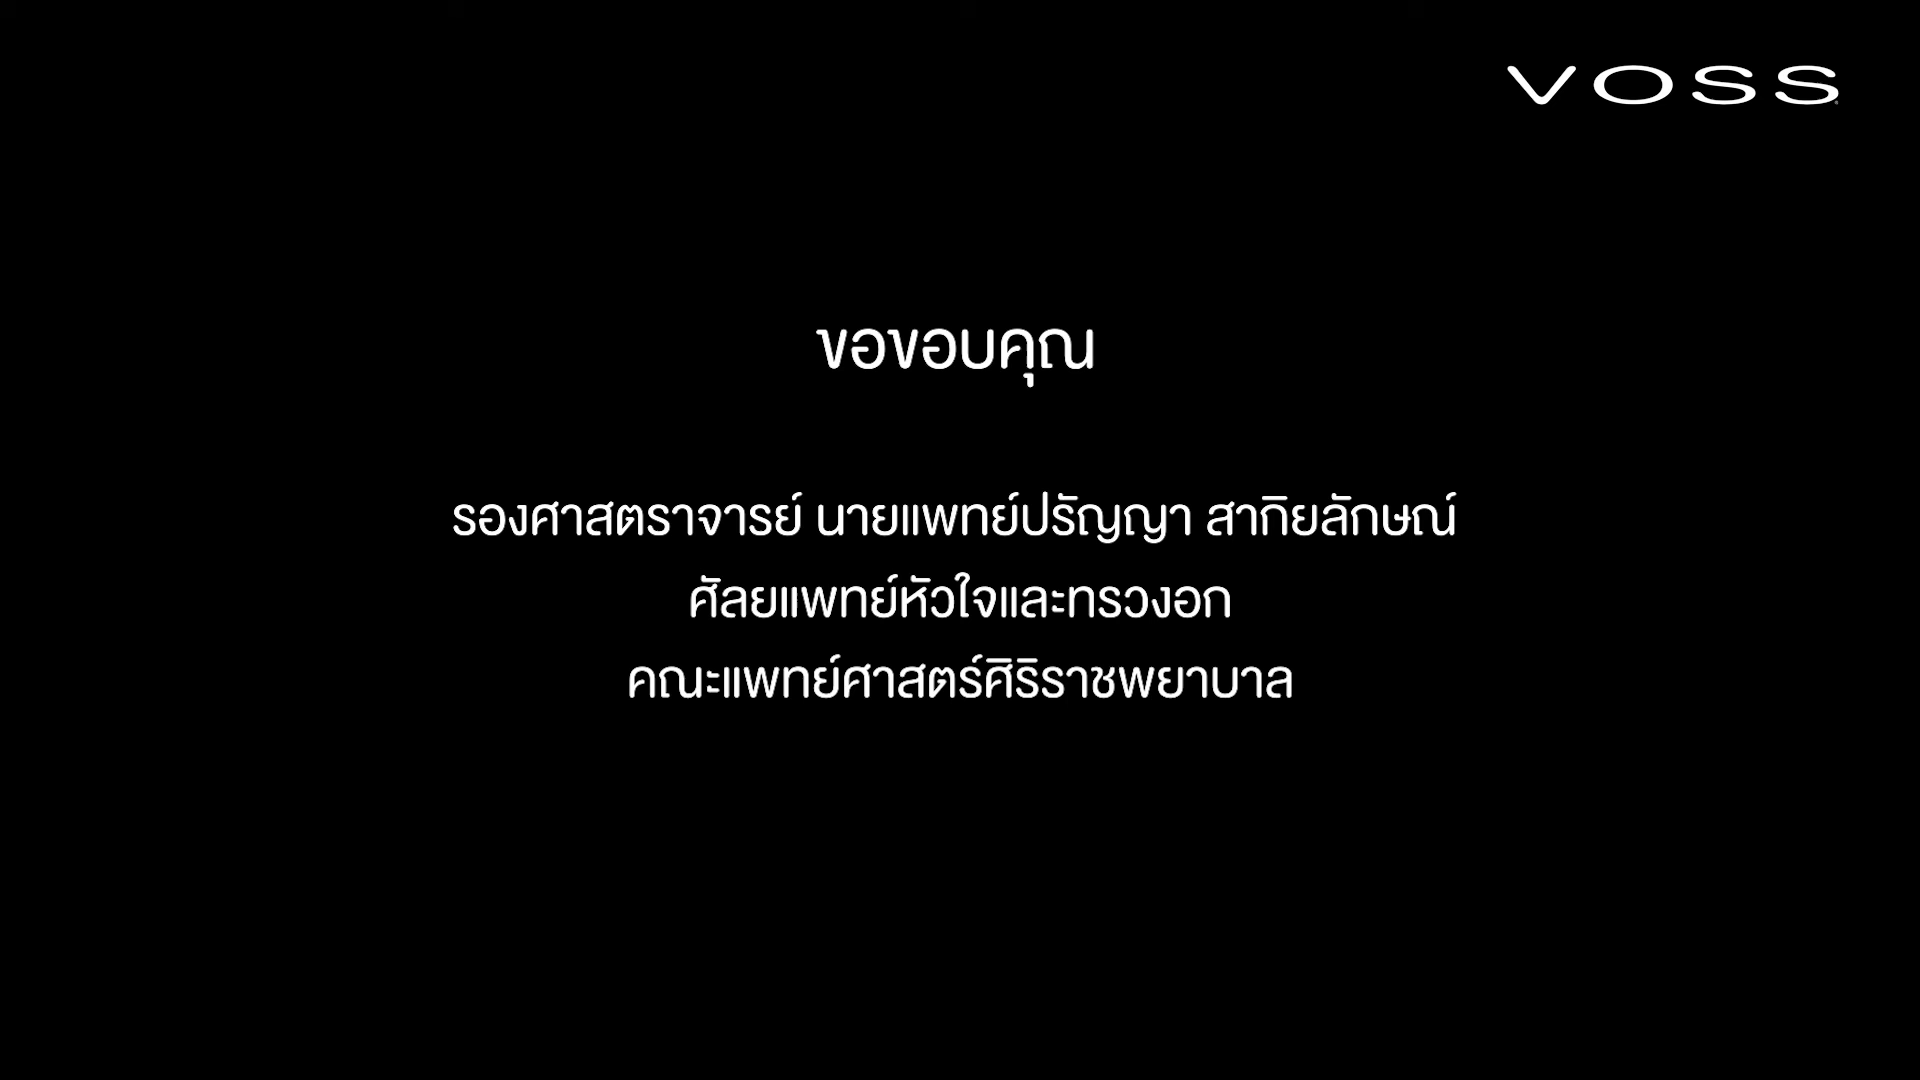 VOSS
ขอขอบคุณ
รองศาสตราจารย์ นายแพทย์ปรัญญา สากิยลักษณ์
ศัลยแพทย์หัวใจและทรวงอก
คณะแพทย์ศาสตร์ศิริราชพยาบาล